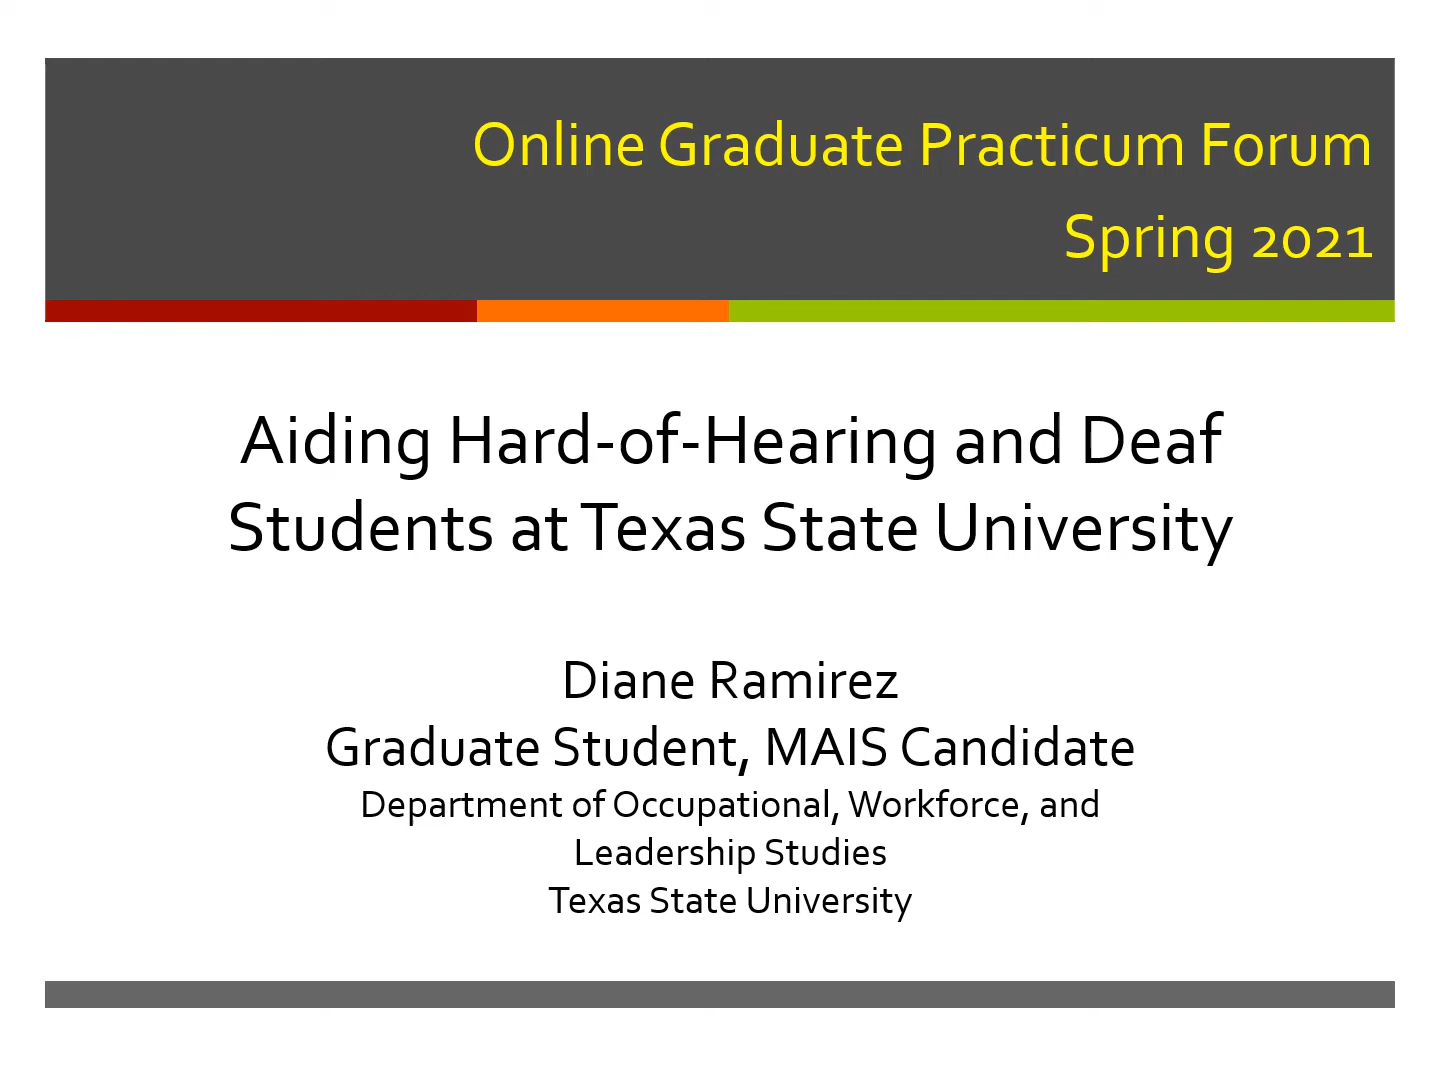 Online Graduate Practicum Forum
Spring 2021
Aiding Hard-of-Hearing and Deaf
Students at Texas State University
Diane Ramirez
Graduate Student, MAIS Candidate
Department of Occupational, Workforce, and
Leadership Studies
Texas State University